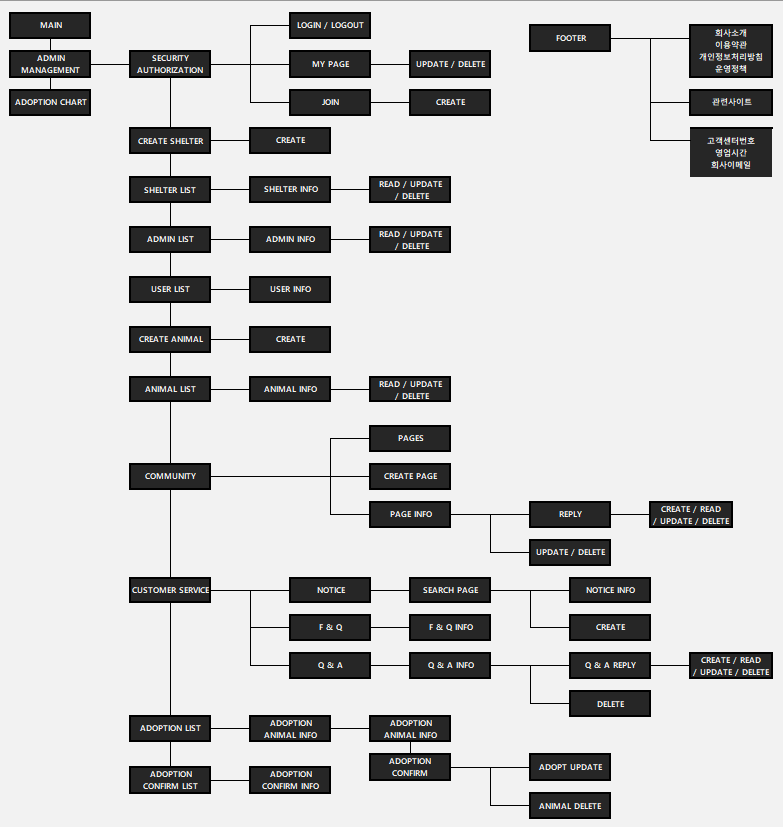 MAIN
ADMIN
MANAGEMENT
ADOPTION CHART
SECURITY
AUTHORIZATION
LOGIN / LOGOUT
MY PAGE
UPDATE / DELETE
JOIN
CREATE
FOOTER
회사소개
이용약관
개인정보처리방침
운영정책
관련사이트
고객센터번호
영업시간
회사이메일
CREATE SHELTER
CREATE
SHELTER LIST
SHELTER INFO
READ / UPDATE
/ DELETE
ADMIN LIST
ADMIN INFO
READ / UPDATE
/ DELETE
USER LIST
USER INFO
CREATE ANIMAL
CREATE
ANIMAL LIST
ANIMAL INFO
READ / UPDATE
/ DELETE
COMMUNITY
PAGES
CREATE PAGE
PAGE INFO
REPLY
CREATE / READ
/ UPDATE / DELETE
UPDATE / DELETE
CUSTOMER SERVICE
NOTICE
SEARCH PAGE
NOTICE INFO
CREATE
F & Q
F & Q INFO
Q & A
Q & A INFO
Q & A REPLY
CREATE / READ
/ UPDATE / DELETE
DELETE
ADOPTION LIST
ADOPTION
ANIMAL INFO
ADOPTION
ANIMAL INFO
ADOPTION
CONFIRM
ADOPT UPDATE
ANIMAL DELETE
ADOPTION
CONFIRM LIST
ADOPTION
CONFIRM INFO